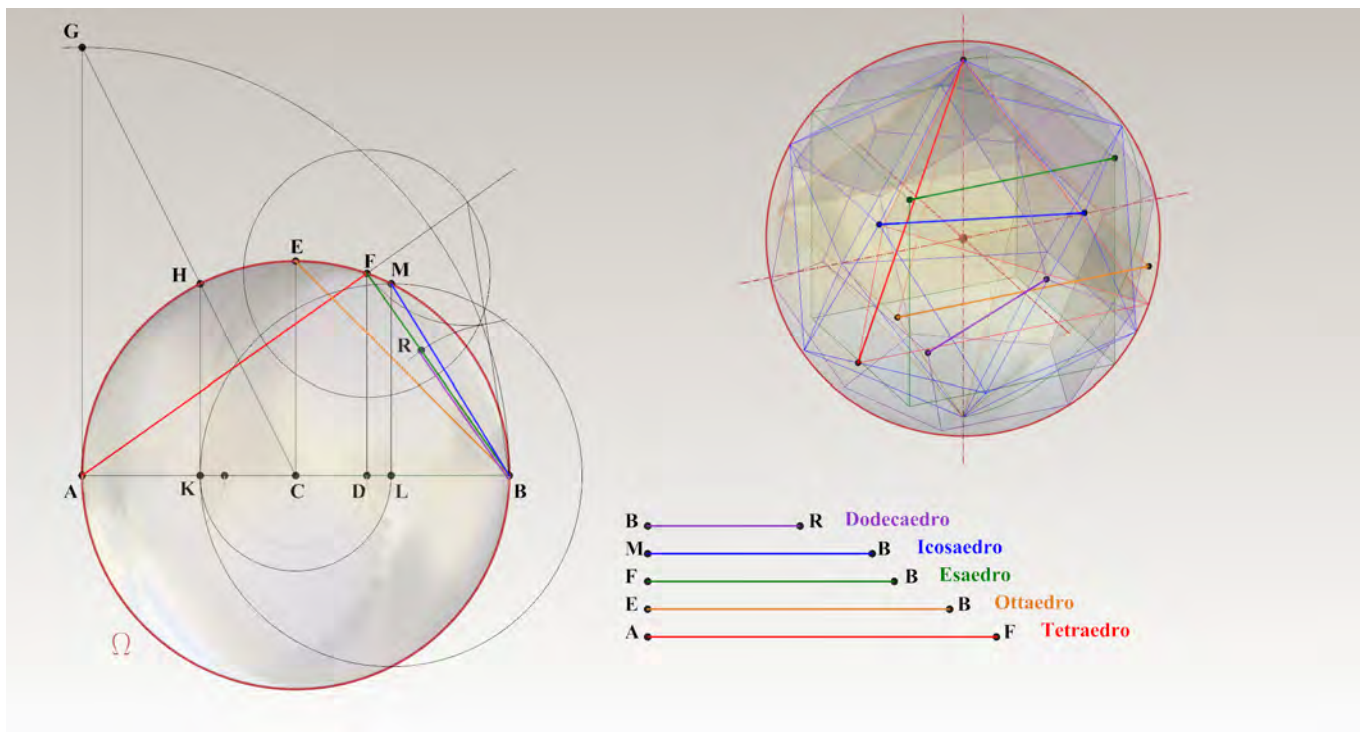 G
E
H
F
M
R
A
K
C
D
L
B
Ω
B R Dodecaedro
M B Icosaedro
F B Esaedro
E B Ottaedro
A F Tetraedro